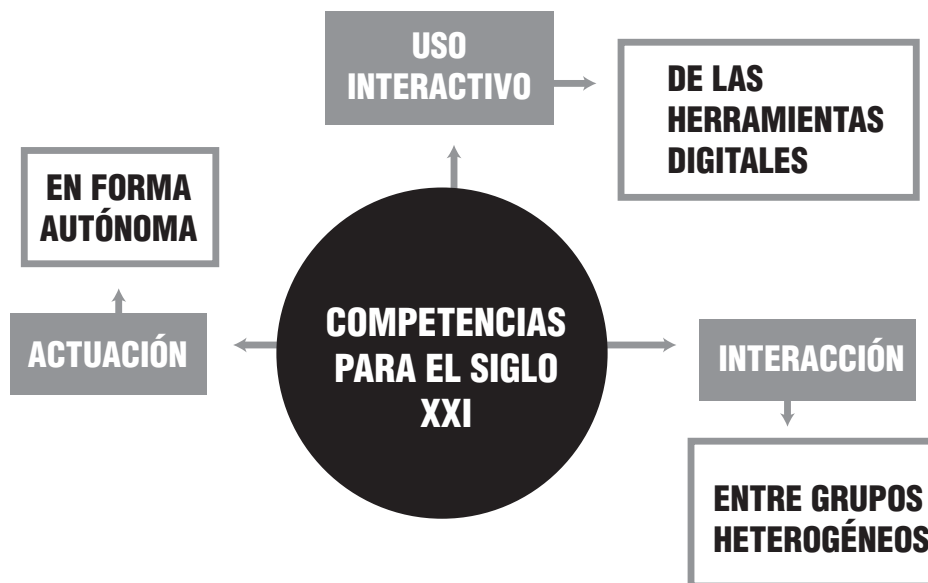 USO
INTERACTIVO
DE LAS
HERRAMIENTAS
DIGITALES
EN FORMA
AUTÓNOMA
ACTUACIÓN
COMPETENCIAS
PARA EL SIGLO
XXI
INTERACCIÓN
ENTRE GRUPOS
HETEROGÉNEOS